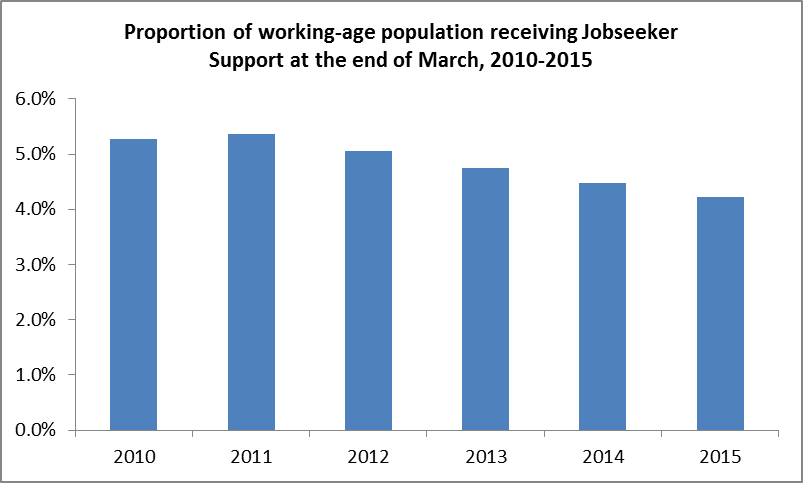 Proportion of working-age population receiving Jobseeker
Support at the end of March, 2010-2015
6.0%
5.0%
4.0%
3.0%
2.0%
1.0%
0.0%
2010 2011 2012 2013 2014 2015